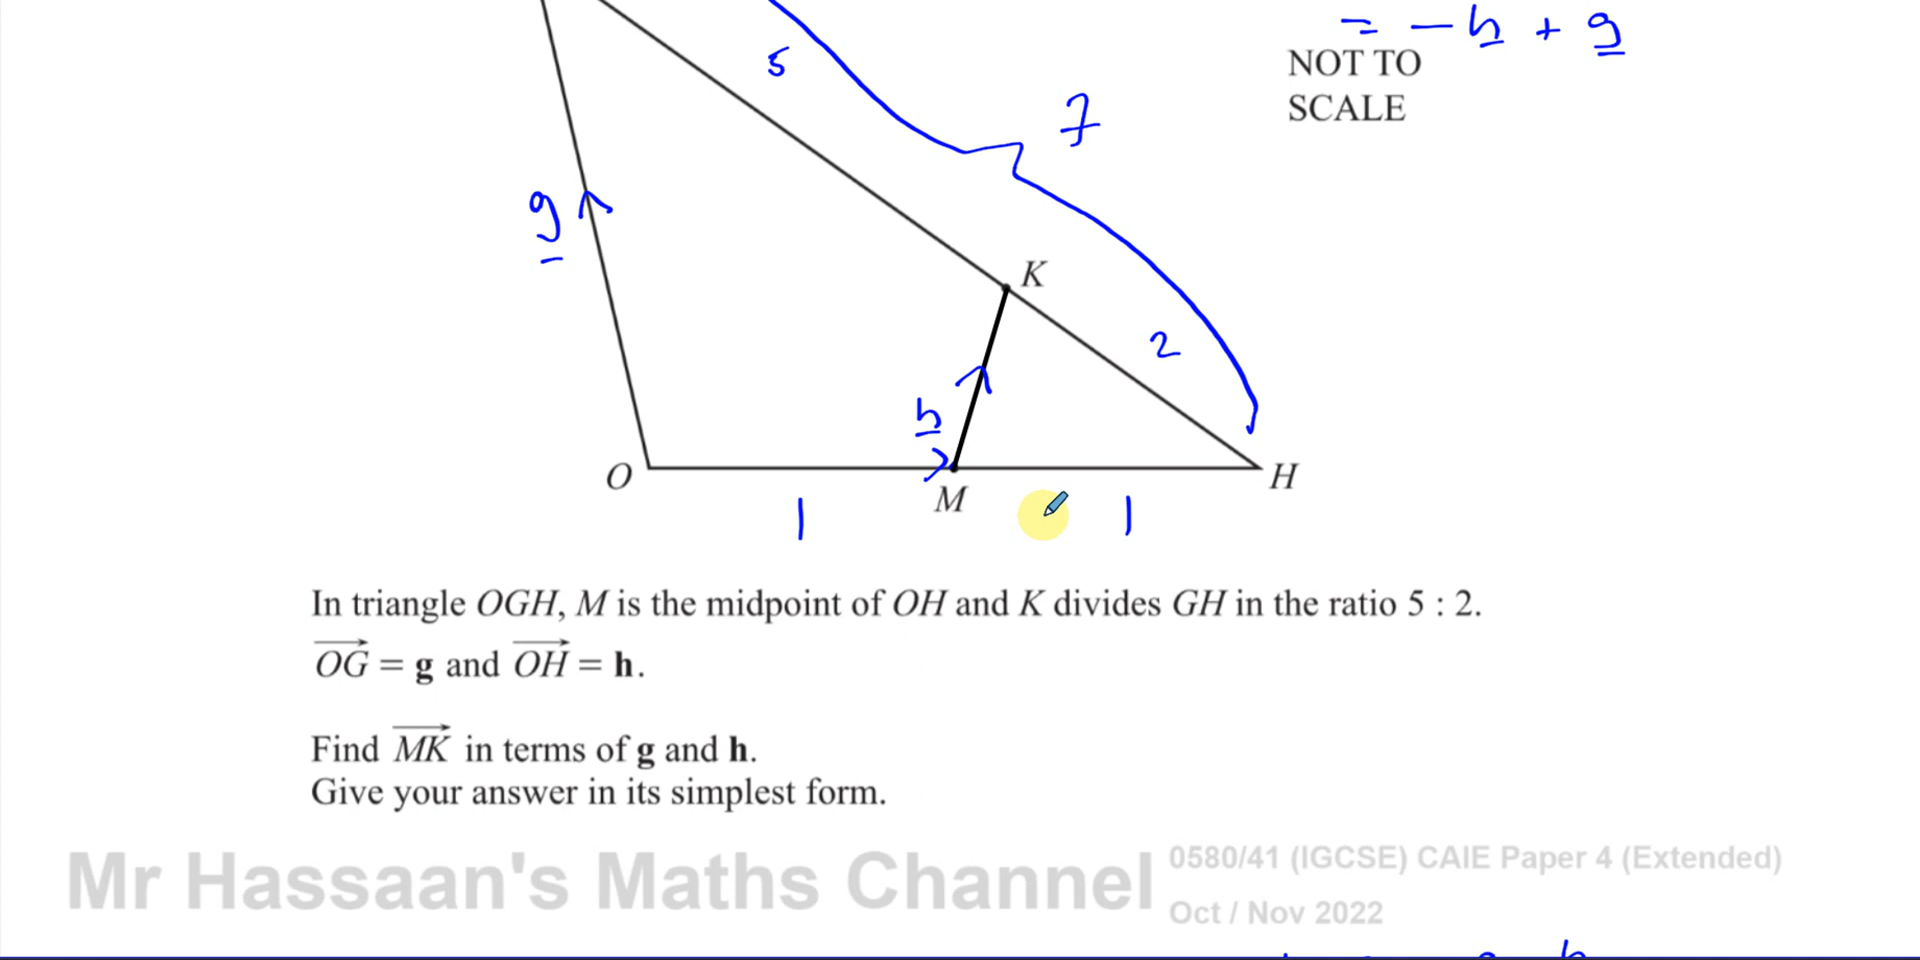 = - h + g
NOT TO
SCALE
5
7
g
K
2
h
O
M
H
1
1
In triangle OGH, M is the midpoint of OH and K divides GH in the ratio 5 : 2.
OG = g and OH = h.
Find MK in terms of g and h.
Give your answer in its simplest form.
Mr Hassaan's Maths Channel
0580/41 (IGCSE) CAIE Paper 4 (Extended)
Oct / Nov 2022